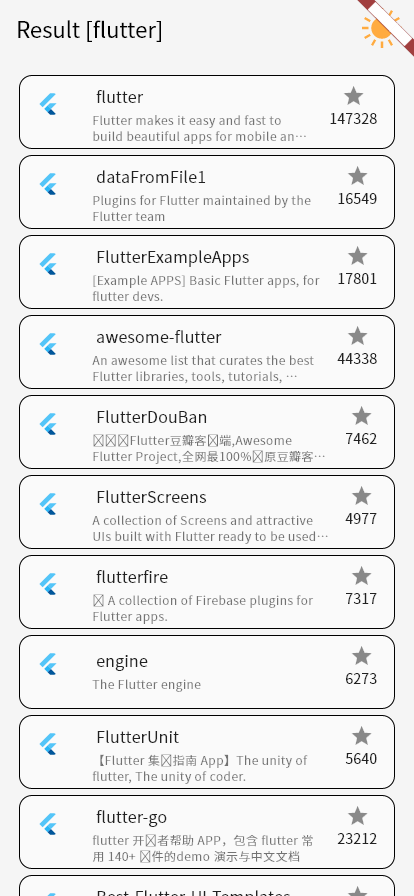 Result [flutter]
flutter
147328
Flutter makes it easy and fast to
build beautiful apps for mobile an…
dataFromFile1
16549
Plugins for Flutter maintained by the
Flutter team
FlutterExampleApps
17801
[Example APPS] Basic Flutter apps, for
flutter devs.
awesome-flutter
44338
An awesome list that curates the best
Flutter libraries, tools, tutorials, …
FlutterDouBan
7462
Flutter豆瓣客端,Awesome
Flutter Project,全网最100%原豆瓣客…
FlutterScreens
4977
A collection of Screens and attractive
UIs built with Flutter ready to be used…
flutterfire
7317
A collection of Firebase plugins for
Flutter apps.
engine
6273
The Flutter engine
FlutterUnit
5640
【Flutter 集指南 App】The unity of
flutter, The unity of coder.
flutter-go
23212
flutter 开者帮助 APP，包含 flutter 常
用 140+ 件的demo 演示与中文文档
Best-Flutter-UI-Templates